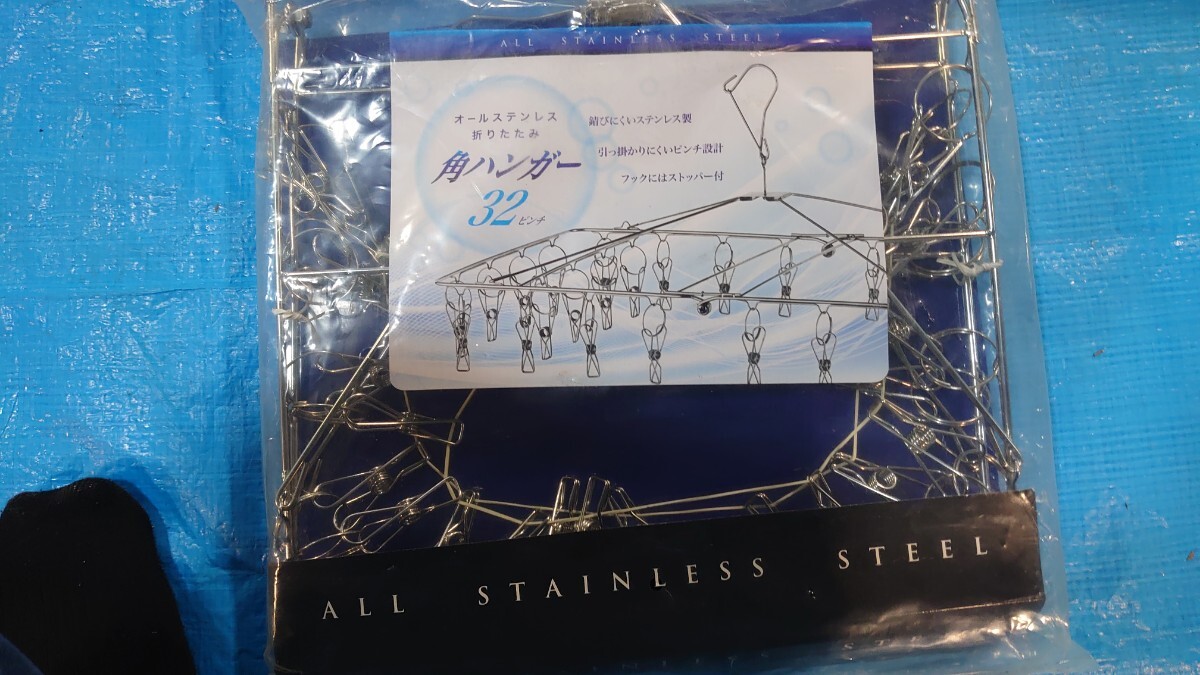 ALL STAINLESS STEEL
オールステンレス
折りたたみ
角ハンガー
32ピンチ
錆びにくいステンレス製
引っ掛かりにくいピンチ設計
フックにはストッパー付
ALL STAINLESS STEEL